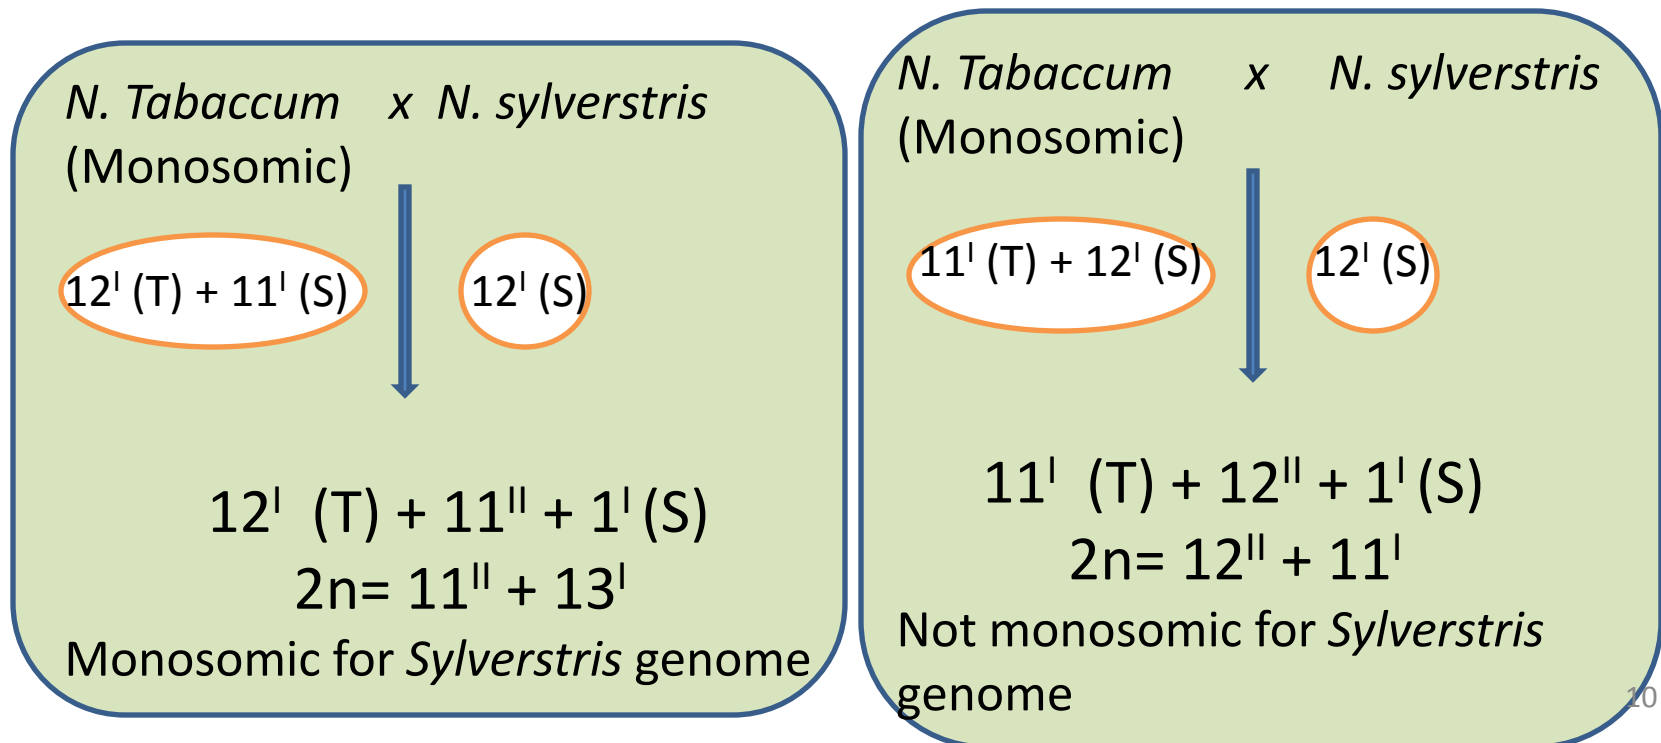 N. Tabaccum x N. sylverstris
(Monosomic)
12ᴵ (T) + 11ᴵ (S)
12ᴵ (S)
12ᴵ (T) + 11ᴵᴵ + 1ᴵ (S)
2n= 11ᴵᴵ + 13ᴵ
Monosomic for Sylverstris genome
N. Tabaccum x N. sylverstris
(Monosomic)
11ᴵ (T) + 12ᴵ (S)
12ᴵ (S)
11ᴵ (T) + 12ᴵᴵ + 1ᴵ (S)
2n= 12ᴵᴵ + 11ᴵ
Not monosomic for Sylverstris
genome
10